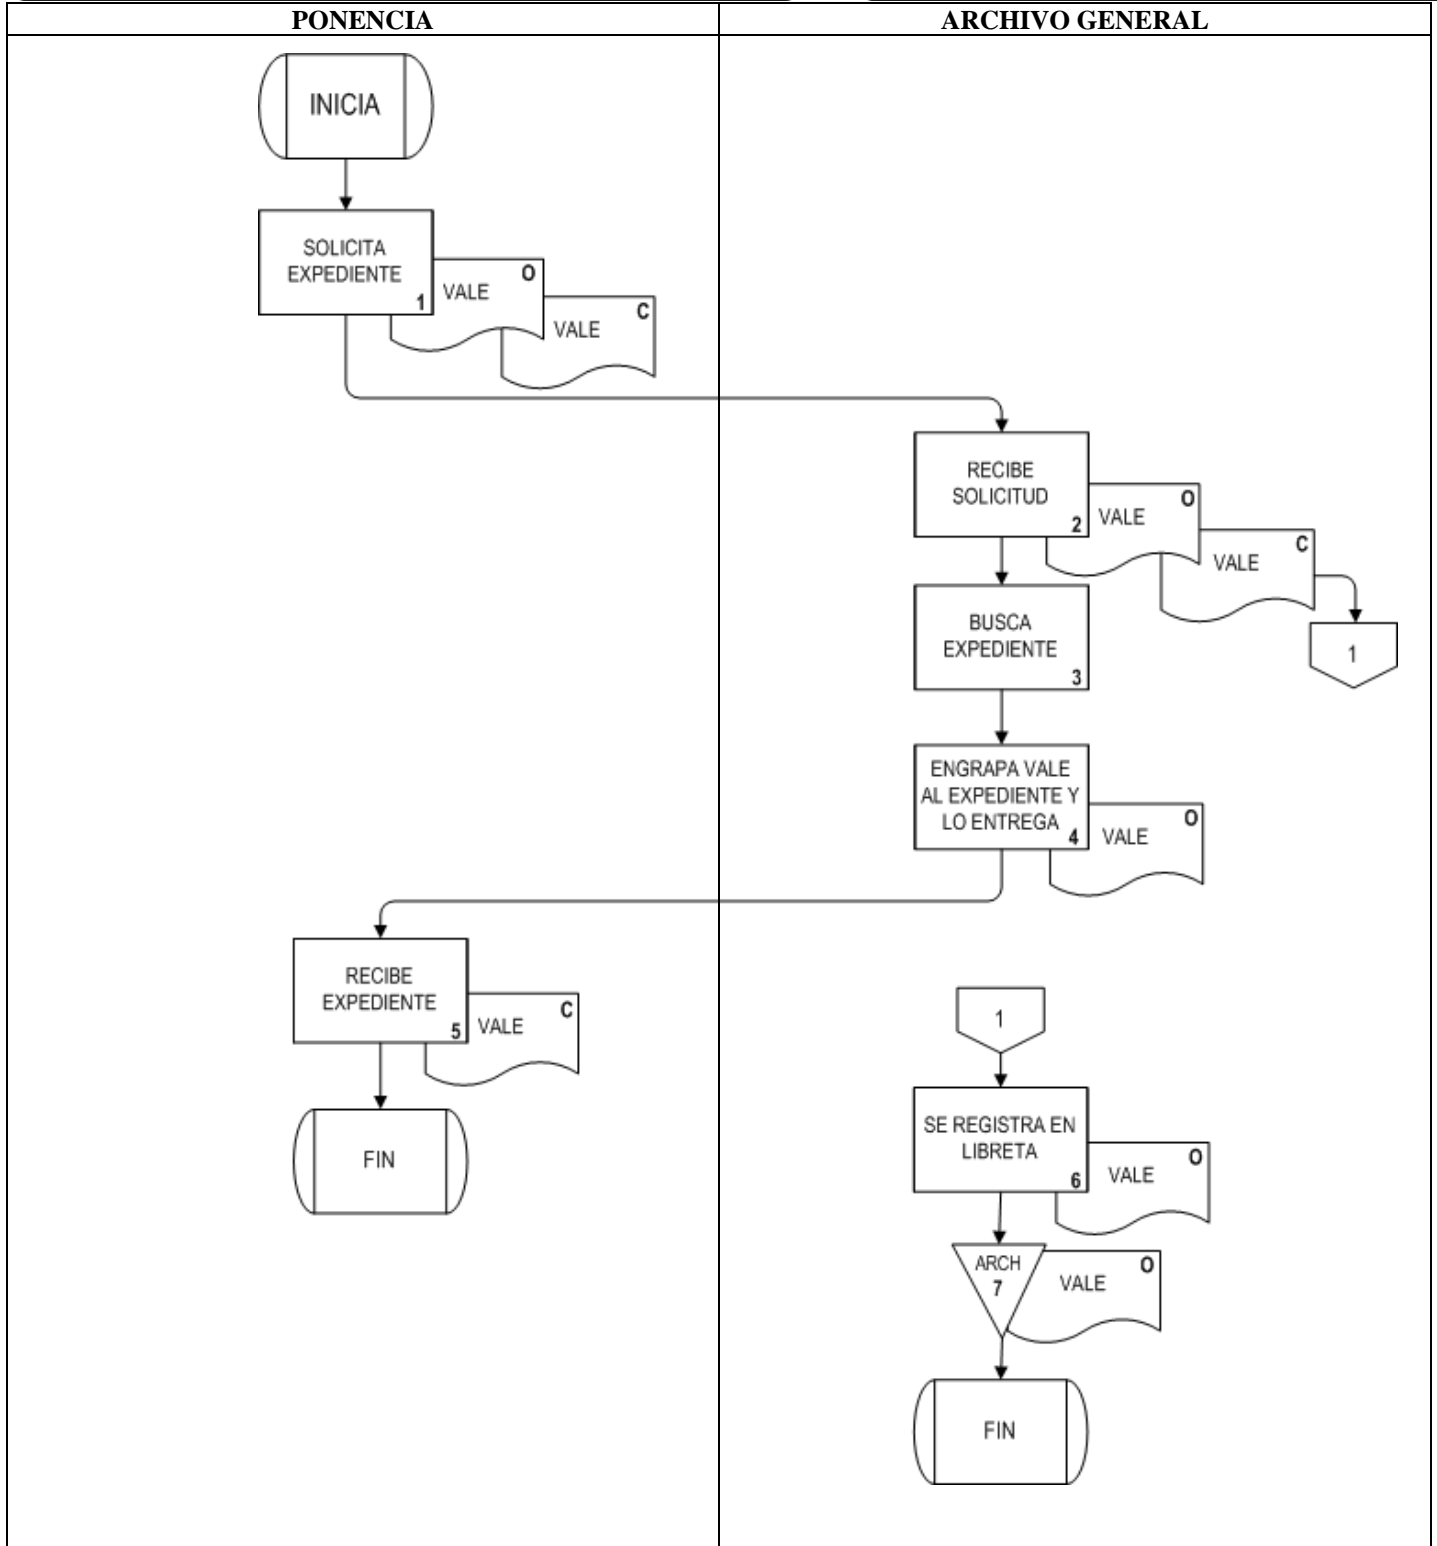 PONENCIA
ARCHIVO GENERAL
INICIA
SOLICITA
EXPEDIENTE
1
VALE
O
VALE
C
RECIBE
SOLICITUD
2
VALE
O
VALE
C
1
BUSCA
EXPEDIENTE
3
ENGRAPA VALE
AL EXPEDIENTE Y
LO ENTREGA
4
VALE
O
RECIBE
EXPEDIENTE
5
VALE
C
FIN
1
SE REGISTRA EN
LIBRETA
6
VALE
O
ARCH
7
VALE
O
FIN